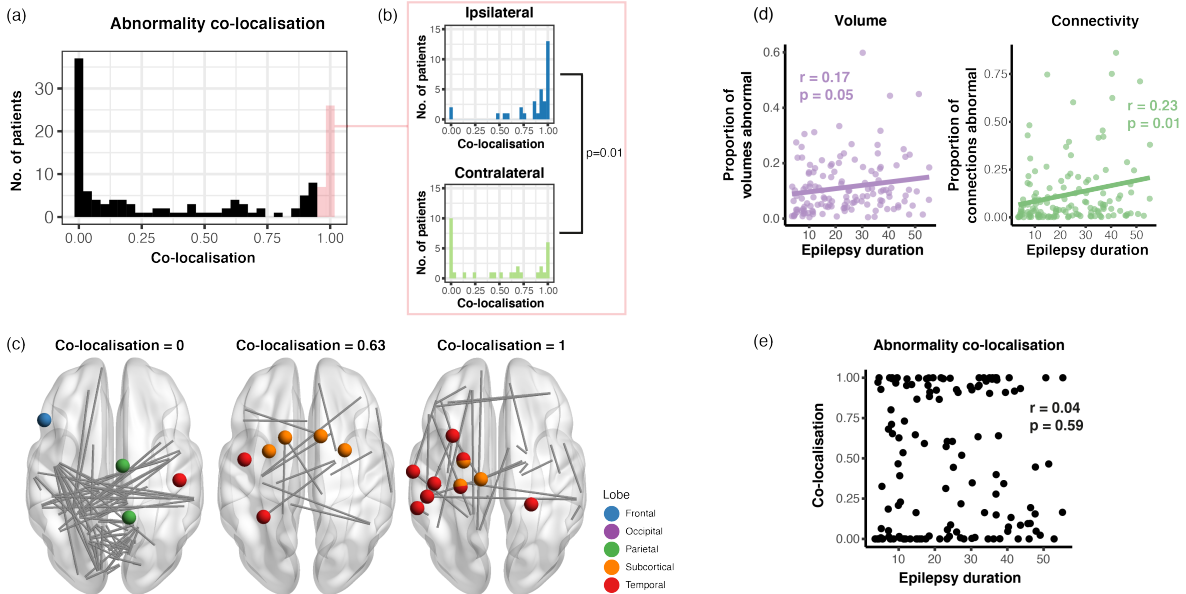 (a)
Abnormality co-localisation
No. of patients
30
20
10
0
0.00 0.25 0.50 0.75 1.00
Co-localisation
(b)
Ipsilateral
No. of patients
15
10
5
0
0.00 0.25 0.50 0.75 1.00
Co-localisation
p=0.01
Contralateral
No. of patients
15
10
5
0
0.00 0.25 0.50 0.75 1.00
Co-localisation
(c)
Co-localisation = 0
Co-localisation = 0.63
Co-localisation = 1
Lobe
Frontal
Occipital
Parietal
Subcortical
Temporal
(d)
Volume
Proportion of
volumes abnormal
0.6
0.4
0.2
0.0
r = 0.17
p = 0.05
10 20 30 40 50
Epilepsy duration
Connectivity
Proportion of
connections abnormal
0.75
0.50
0.25
0.00
r = 0.23
p = 0.01
10 20 30 40 50
Epilepsy duration
(e)
Abnormality co-localisation
Co-localisation
1.00
0.75
0.50
0.25
0.00
r = 0.04
p = 0.59
10 20 30 40 50
Epilepsy duration